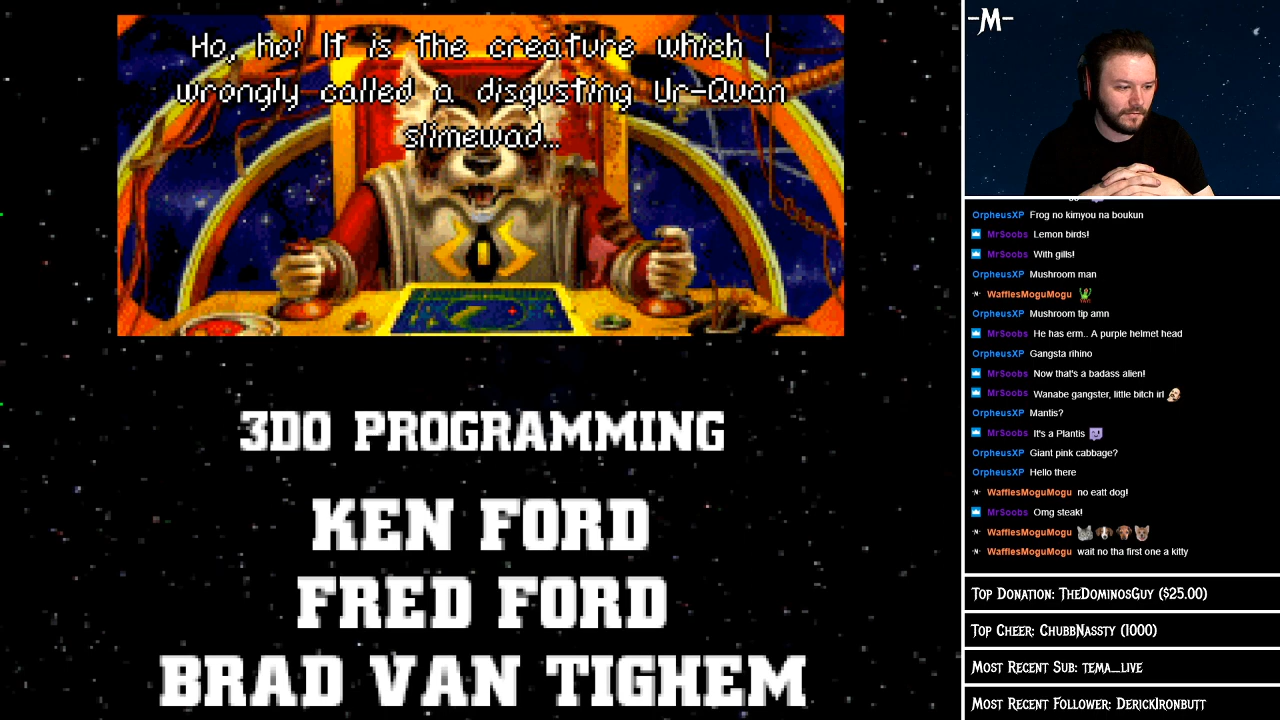 Ho, ho! It is the creature which I
wrongly called a disgusting Ur-Quan
slimewad...
3DO PROGRAMMING
KEN FORD
FRED FORD
BRAD VAN TIGHEM
-M-
OrpheusXP Frog no kimyou na boukun
MrSoobs Lemon birds!
MrSoobs With gills!
OrpheusXP Mushroom man
WafflesMoguMogu
OrpheusXP Mushroom tip amn
MrSoobs He has erm.. A purple helmet head
OrpheusXP Gangsta rihino
MrSoobs Now that's a badass alien!
MrSoobs Wanabe gangster, little bitch irl
OrpheusXP Mantis?
MrSoobs It's a Plantis
OrpheusXP Giant pink cabbage?
OrpheusXP Hello there
WafflesMoguMogu no eatt dog!
MrSoobs Omg steak!
WafflesMoguMogu
WafflesMoguMogu wait no tha first one a kitty
Top Donation: TheDominosGuy ($25.00)
Top Cheer: ChubbNassty (1000)
Most Recent Sub: tema_live
Most Recent Follower: DerickIronbutt